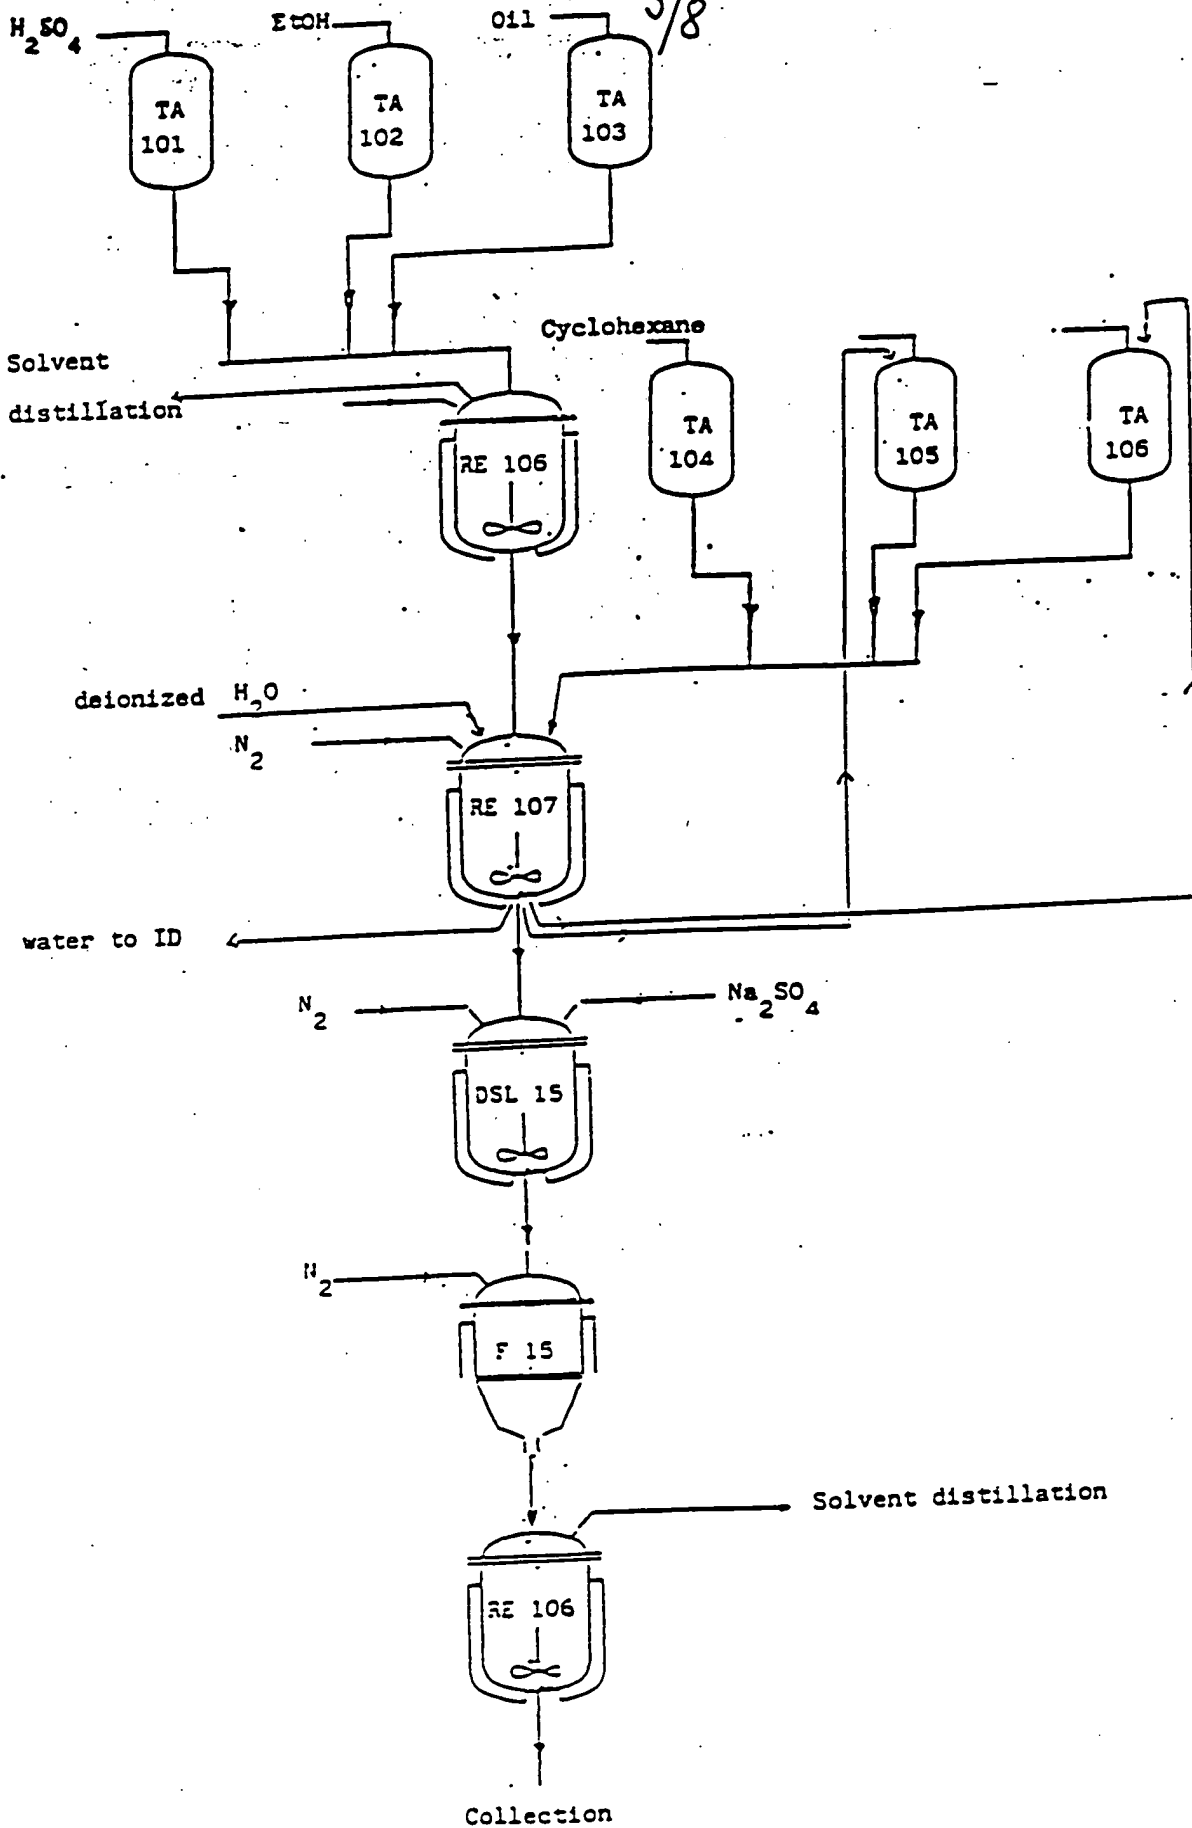 H2SO4
EtOH
Oil
5/8
TA
101
TA
102
TA
103
Solvent
distillation
Cyclohexane
RE 106
TA
104
TA
105
TA
106
deionized H2O
N2
RE 107
water to ID
N2
Na2SO4
DSL 15
N2
F 15
Solvent distillation
RE 106
Collection